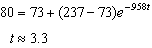 80 = 73 + (237 − 73)e^{−.958t}
t ≈ 3.3